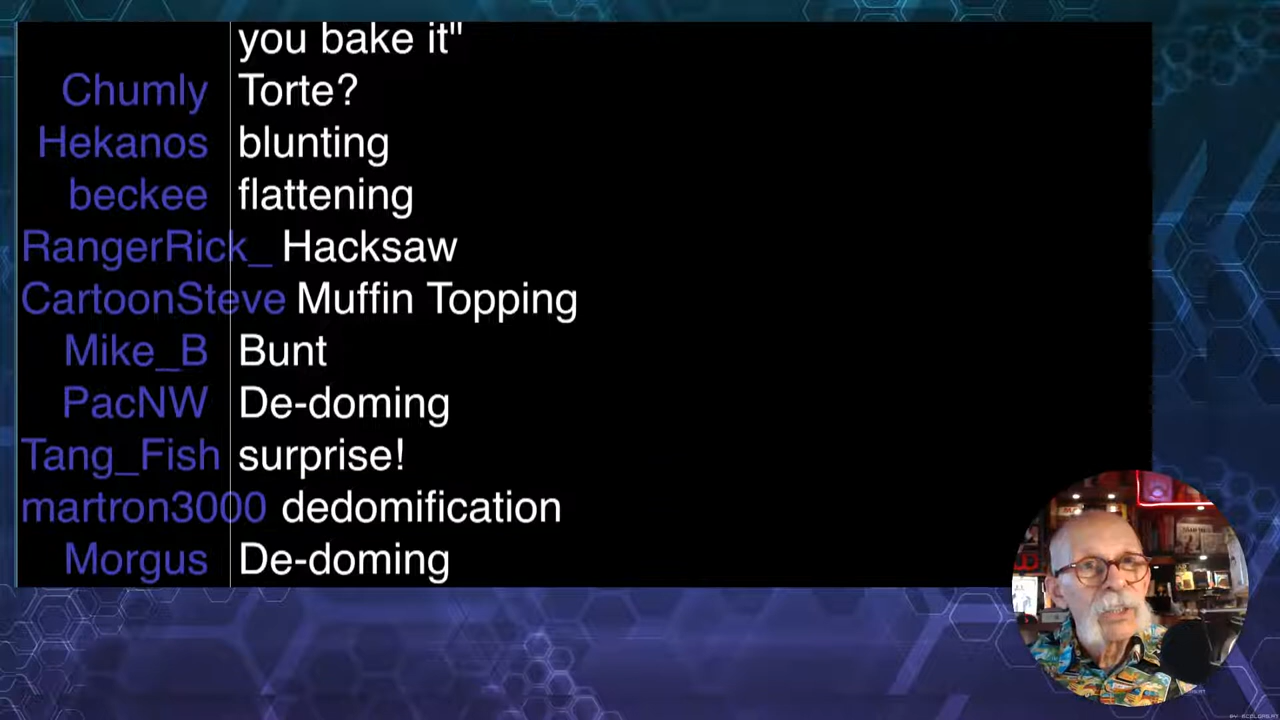 you bake it"
Chumly Torte?
Hekanos blunting
beckee flattening
RangerRick_ Hacksaw
CartoonSteve Muffin Topping
Mike_B Bunt
PacNW De-doming
Tang_Fish surprise!
martron3000 dedomification
Morgus De-doming